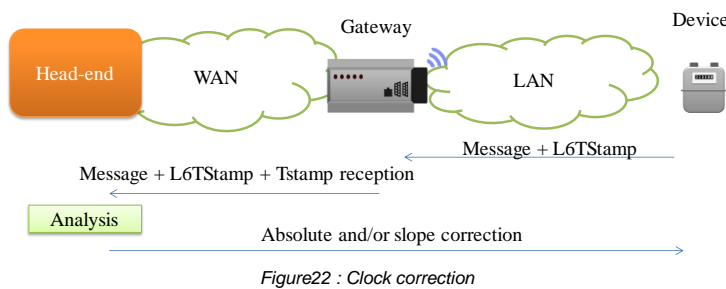 Gateway
Device
Head-end
WAN
LAN
Message + L6TStamp
Message + L6TStamp + Tstamp reception
Analysis
Absolute and/or slope correction
Figure22 : Clock correction